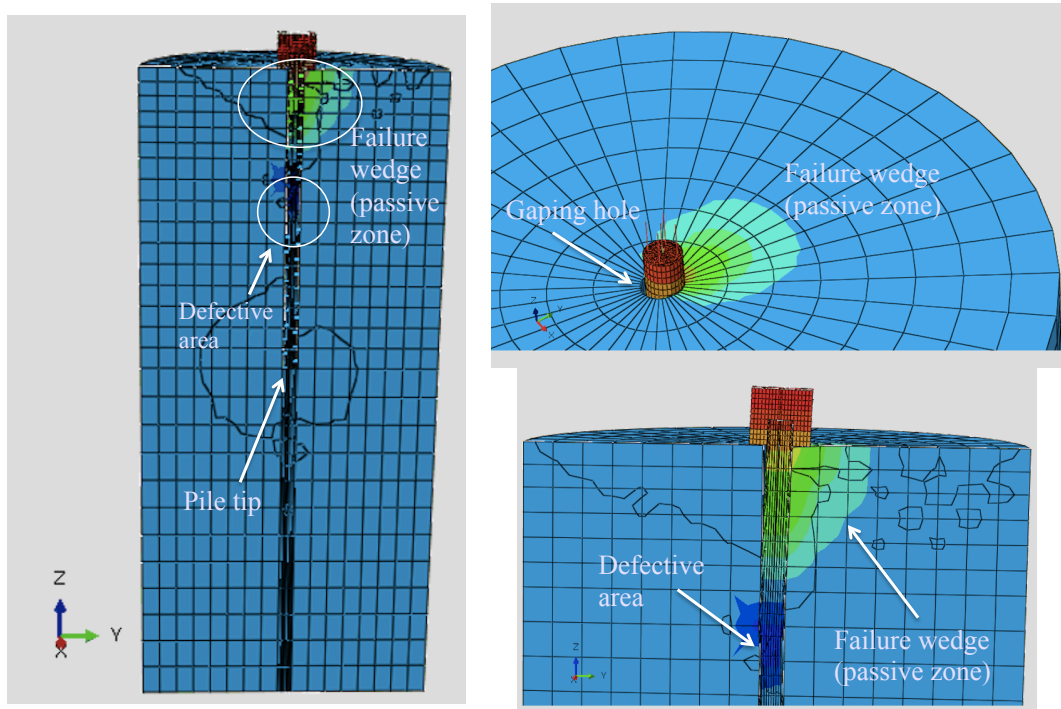 Failure
wedge
(passive
zone)
Defective
area
Pile tip
Z
Y
X
Failure wedge
(passive zone)
Gaping hole
Z
Y
X
Defective
area
Failure wedge
(passive zone)
Z
Y
X